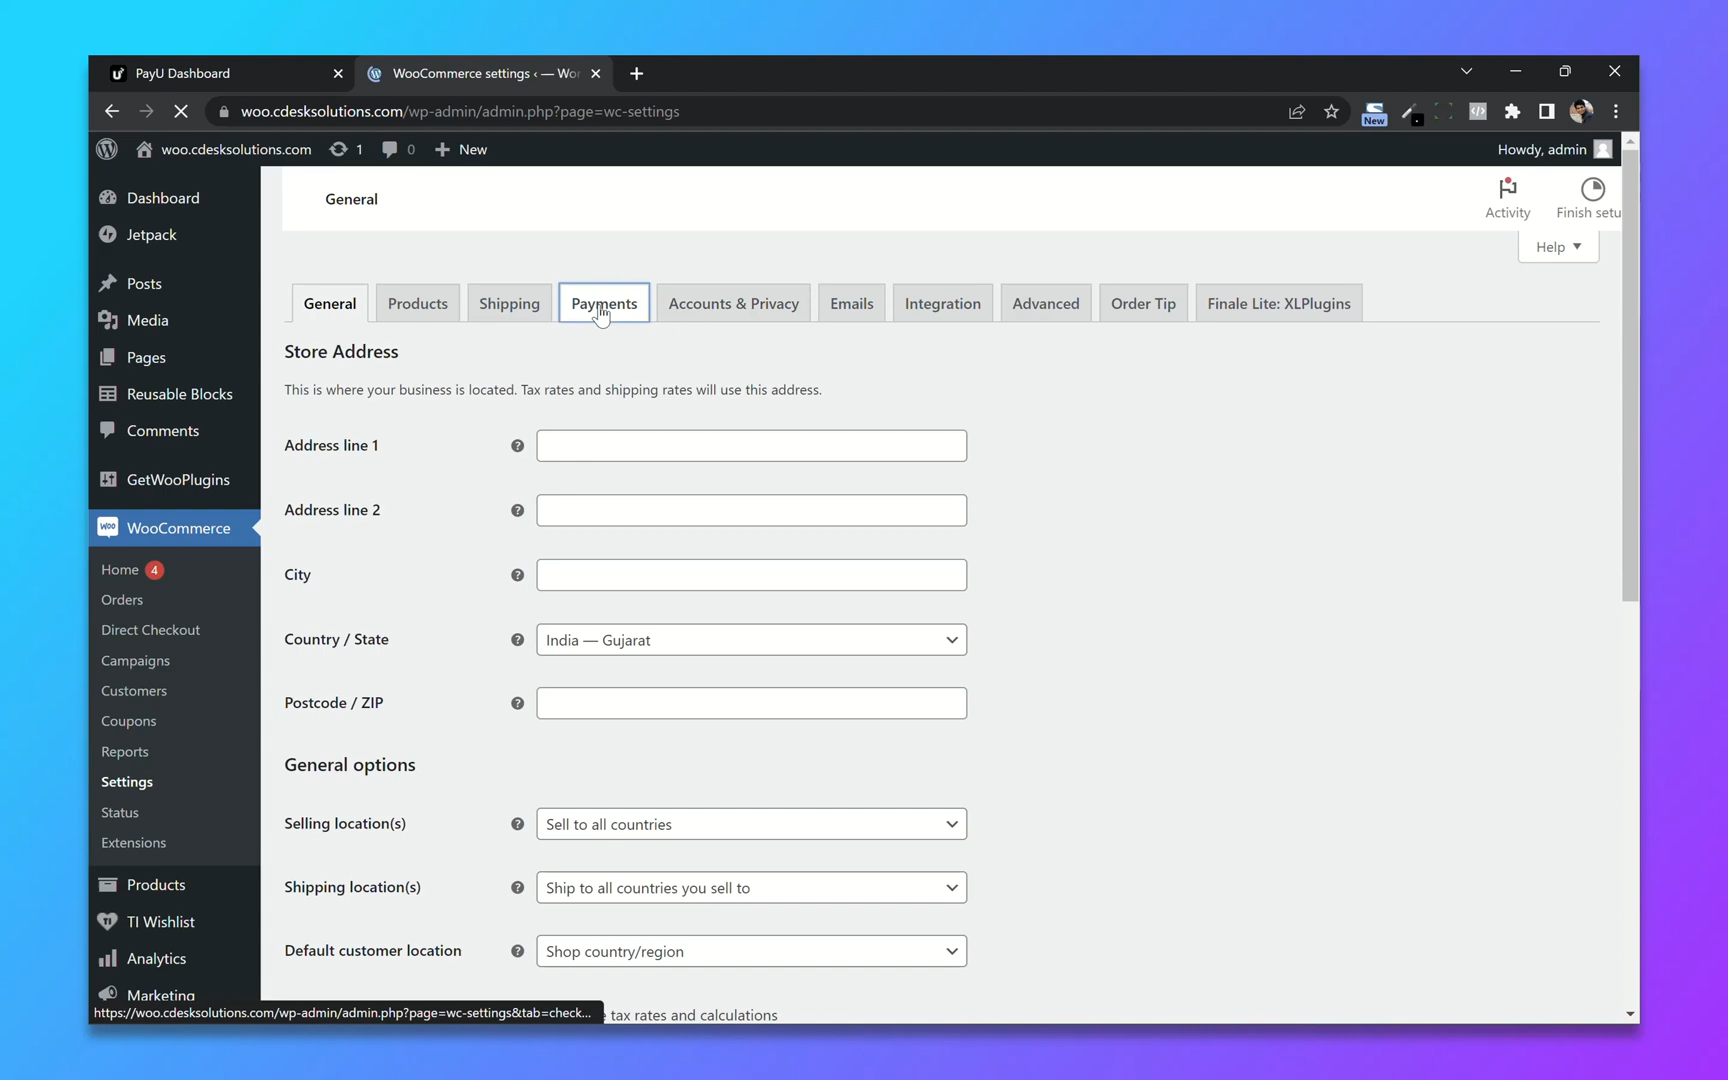 PayU Dashboard
WooCommerce settings ‹ — Wor
woo.cdesksolutions.com/wp-admin/admin.php?page=wc-settings
New
woo.cdesksolutions.com 1 0 New
Howdy, admin
Dashboard
Jetpack
Posts
Media
Pages
Reusable Blocks
Comments
GetWooPlugins
WooCommerce
Home 4
Orders
Direct Checkout
Campaigns
Customers
Coupons
Reports
Settings
Status
Extensions
Products
TI Wishlist
Analytics
Marketing
General
Activity
Finish setu
Help
General Products Shipping Payments Accounts & Privacy Emails Integration Advanced Order Tip Finale Lite: XLPlugins
Store Address
This is where your business is located. Tax rates and shipping rates will use this address.
Address line 1
Address line 2
City
Country / State India — Gujarat
Postcode / ZIP
General options
Selling location(s) Sell to all countries
Shipping location(s) Ship to all countries you sell to
Default customer location Shop country/region
tax rates and calculations
https://woo.cdesksolutions.com/wp-admin/admin.php?page=wc-settings&tab=check...